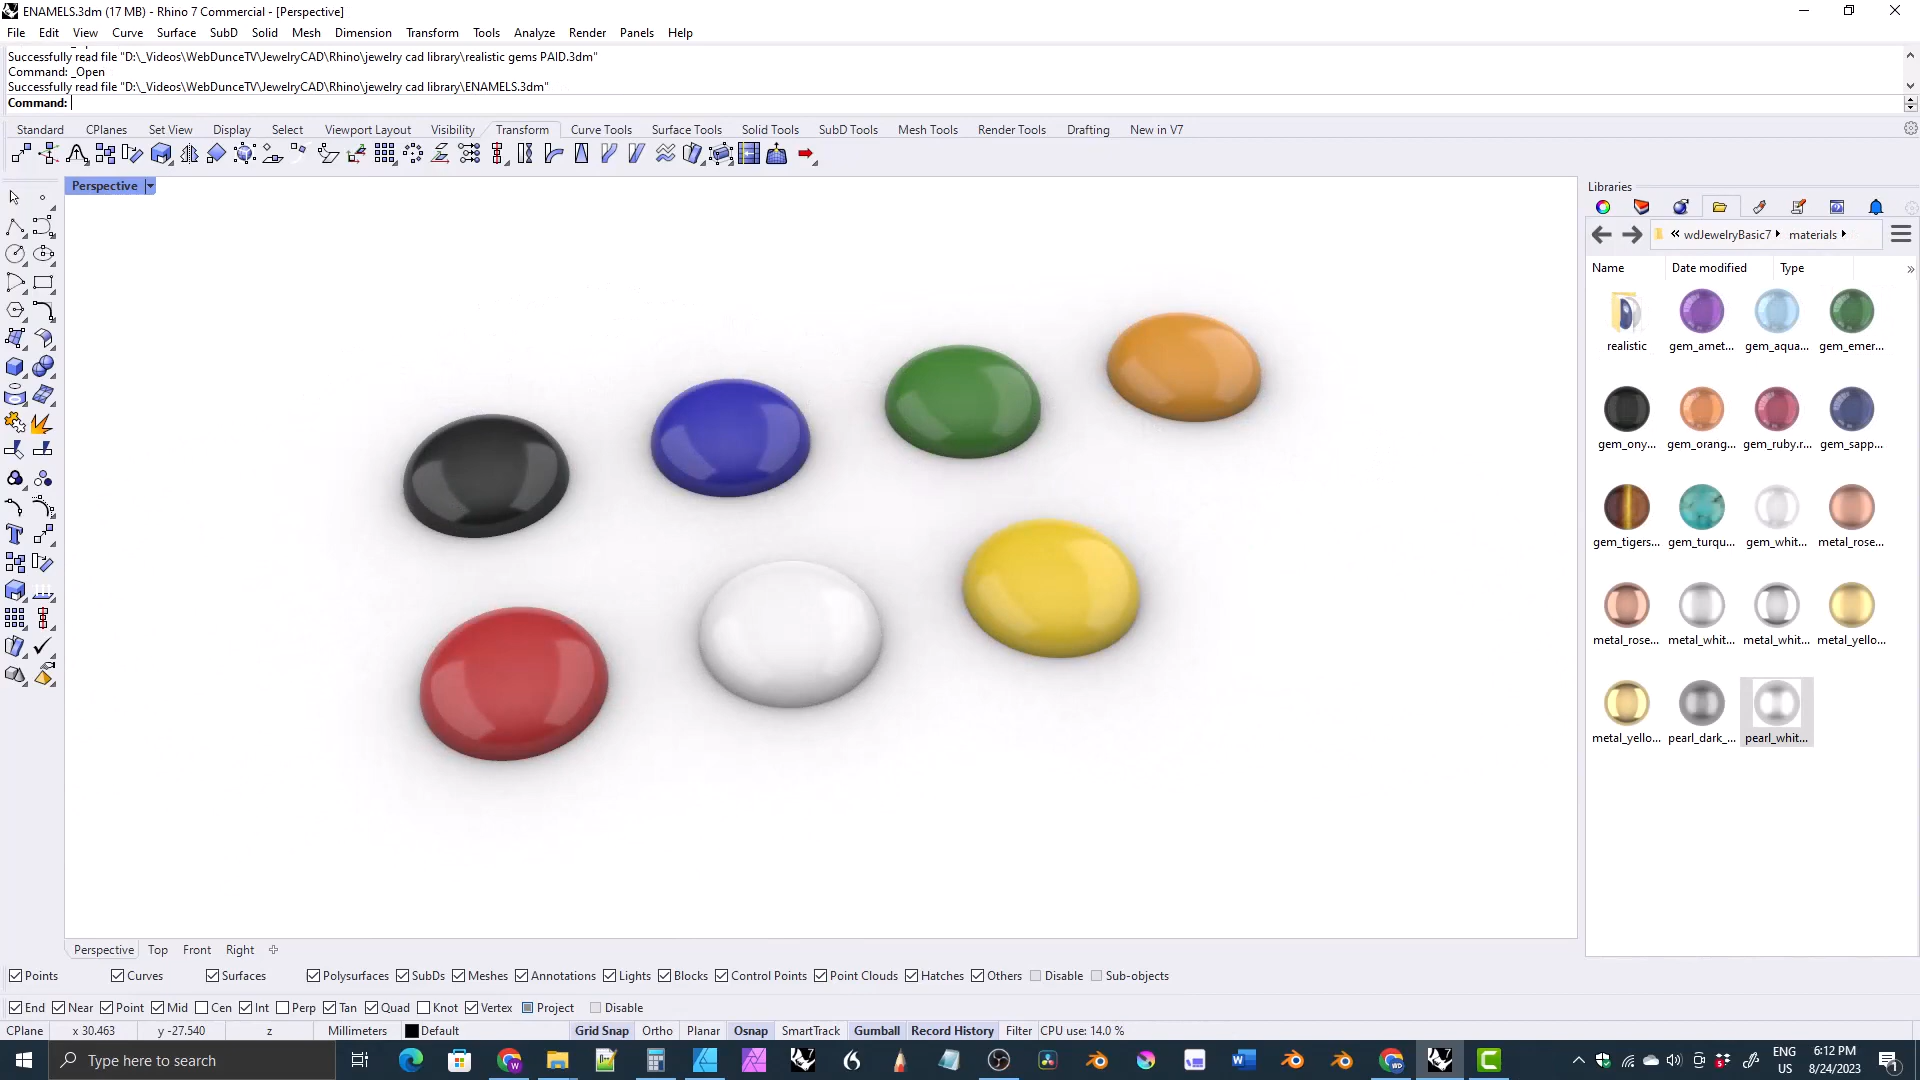 ENAMELS.3dm (17 MB) - Rhino 7 Commercial - [Perspective]
File Edit View Curve Surface SubD Solid Mesh Dimension Transform Tools Analyze Render Panels Help
Successfully read file "D:\_Videos\WebDunceTV\JewelryCAD\Rhino\jewelry cad library\realistic gems PAID.3dm"
Command: _Open
Successfully read file "D:\_Videos\WebDunceTV\JewelryCAD\Rhino\jewelry cad library\ENAMELS.3dm"
Command:
Standard CPlanes Set View Display Select Viewport Layout Visibility Transform Curve Tools Surface Tools Solid Tools SubD Tools Mesh Tools Render Tools Drafting New in V7
Perspective
Libraries
wdJewelryBasic7 materials
Name Date modified Type
realistic gem_amet... gem_aqua... gem_emer...
gem_ony... gem_orang... gem_ruby.r... gem_sapp...
gem_tigers... gem_turqu... gem_whit... metal_rose...
metal_rose... metal_whit... metal_whit... metal_yello...
metal_yello... pearl_dark_... pearl_whit...
Perspective Top Front Right
Points Curves Surfaces Polysurfaces SubDs Meshes Annotations Lights Blocks Control Points Point Clouds Hatches Others Disable Sub-objects
End Near Point Mid Cen Int Perp Tan Quad Knot Vertex Project Disable
CPlane x 30.463 y -27.540 z Millimeters Default Grid Snap Ortho Planar Osnap SmartTrack Gumball Record History Filter CPU use: 14.0 %
Type here to search
ENG 6:12 PM
US 8/24/2023